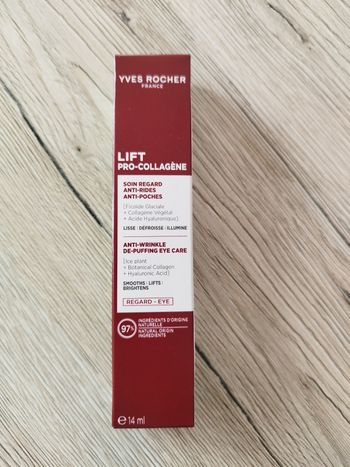 YVES ROCHER
FRANCE
LIFT
PRO-COLLAGÈNE
SOIN REGARD
ANTI-RIDES
ANTI-POCHES
[Ficoïde Glaciale
+ Collagène Végétal
+ Acide Hyaluronique]
LISSE | DÉFROISSE | ILLUMINE
ANTI-WRINKLE
DE-PUFFING EYE CARE
[Ice plant
+ Botanical Collagen
+ Hyaluronic Acid]
SMOOTHS | LIFTS |
BRIGHTENS
REGARD - EYE
97%
INGRÉDIENTS D'ORIGINE
NATURELLE
NATURAL ORIGIN
INGREDIENTS
℮ 14 ml